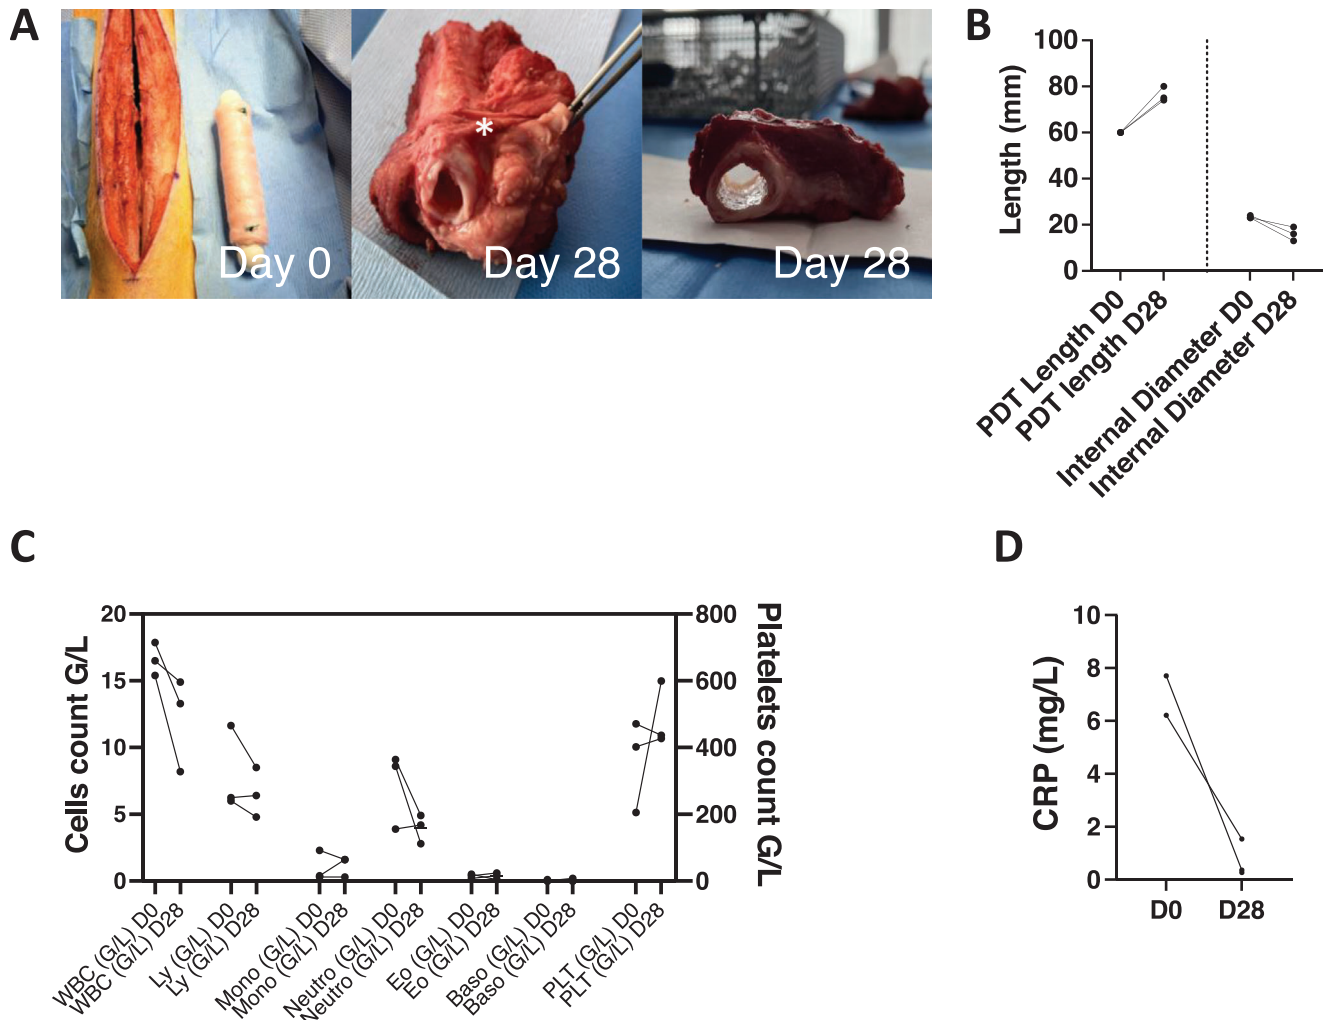 A
Day 0
*
Day 28
Day 28
B
Length (mm)
100
80
60
40
20
0
PDT Length D0
PDT length D28
Internal Diameter D0
Internal Diameter D28
C
Cells count G/L
20
15
10
5
0
Platelets count G/L
800
600
400
200
0
WBC (G/L) D0
WBC (G/L) D28
Ly (G/L) D0
Ly (G/L) D28
Mono (G/L) D0
Mono (G/L) D28
Neutro (G/L) D0
Neutro (G/L) D28
Eo (G/L) D0
Eo (G/L) D28
Baso (G/L) D0
Baso (G/L) D28
PLT (G/L) D0
PLT (G/L) D28
D
CRP (mg/L)
10
8
6
4
2
0
D0
D28